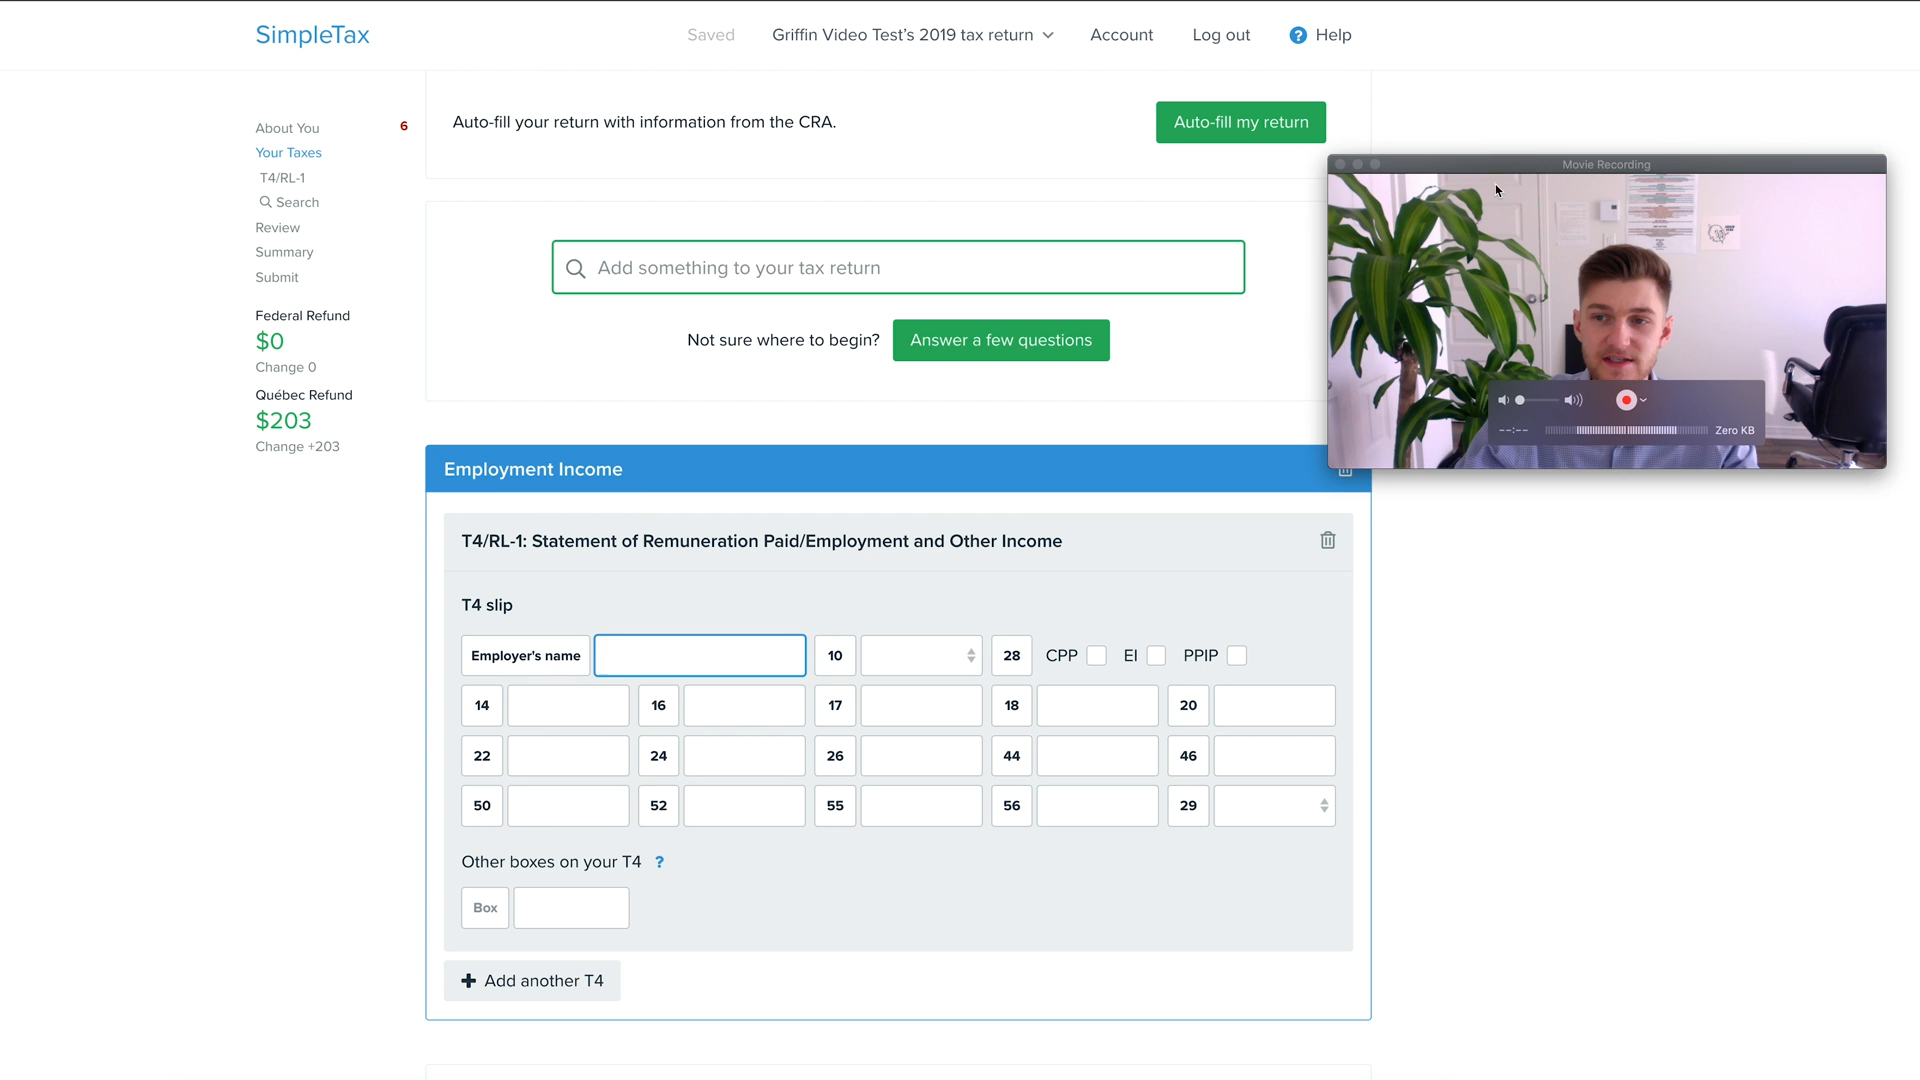 SimpleTax
Saved
Griffin Video Test's 2019 tax return
Account
Log out
? Help
About You 6
Your Taxes
T4/RL-1
Search
Review
Summary
Submit
Federal Refund
$0
Change 0
Québec Refund
$203
Change +203
Auto-fill your return with information from the CRA.
Auto-fill my return
Add something to your tax return
Not sure where to begin?
Answer a few questions
Movie Recording
--:--
Zero KB
Employment Income
T4/RL-1: Statement of Remuneration Paid/Employment and Other Income
T4 slip
Employer's name 10 28 CPP EI PPIP
14 16 17 18 20
22 24 26 44 46
50 52 55 56 29
Other boxes on your T4 ?
Box
+ Add another T4